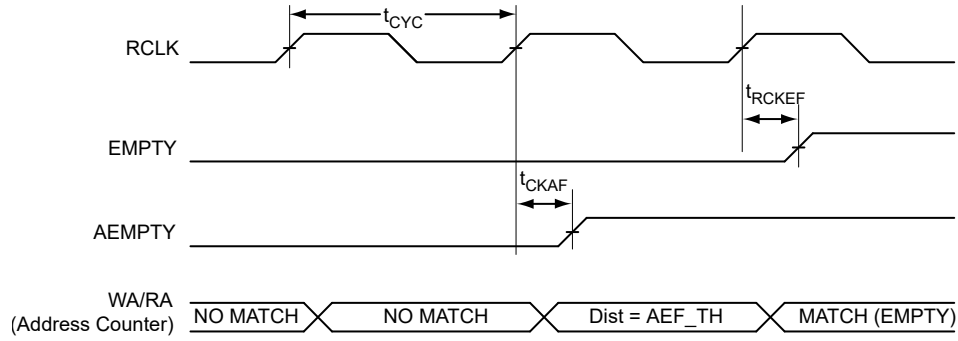 tCYC
RCLK
tRCKEF
EMPTY
tCKAF
AEMPTY
WA/RA
(Address Counter)
NO MATCH
NO MATCH
Dist = AEF_TH
MATCH (EMPTY)